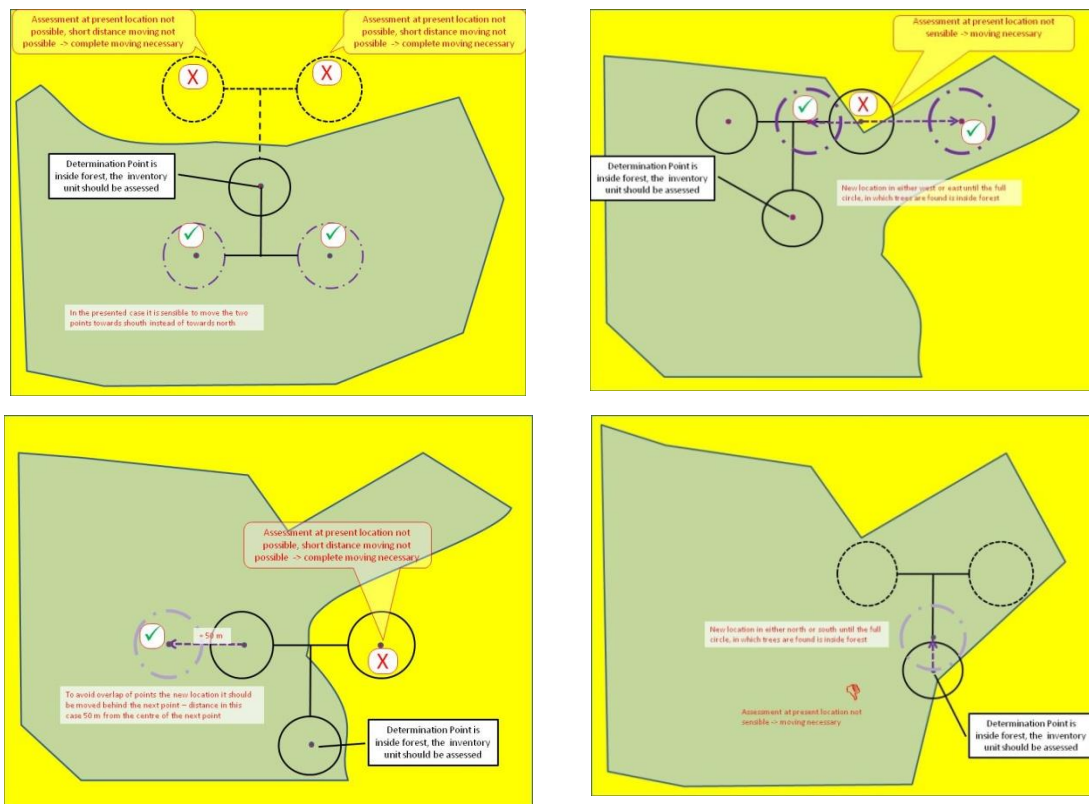 Assessment at present location not
possible, short distance moving not
possible -> complete moving necessary
Assessment at present location not
possible, short distance moving not
possible -> complete moving necessary
X
X
Determination Point is
inside forest, the inventory
unit should be assessed
In the presented case it is sensible to move the two
points towards shouth instead of towards north
Assessment at present location not
sensible -> moving necessary
X
Determination Point is
inside forest, the inventory
unit should be assessed
New location in either west or east until the full
circle, in which trees are found is inside forest
Assessment at present location not
possible, short distance moving not
possible -> complete moving necessary
= 50 m
X
To avoid overlap of points the new location it should
be moved behind the next point – distance in this
case 50 m from the centre of the next point
Determination Point is
inside forest, the inventory
unit should be assessed
New location in either north or south until the full
circle, in which trees are found is inside forest
Assessment at present location not
sensible -> moving necessary
Determination Point is
inside forest, the inventory
unit should be assessed